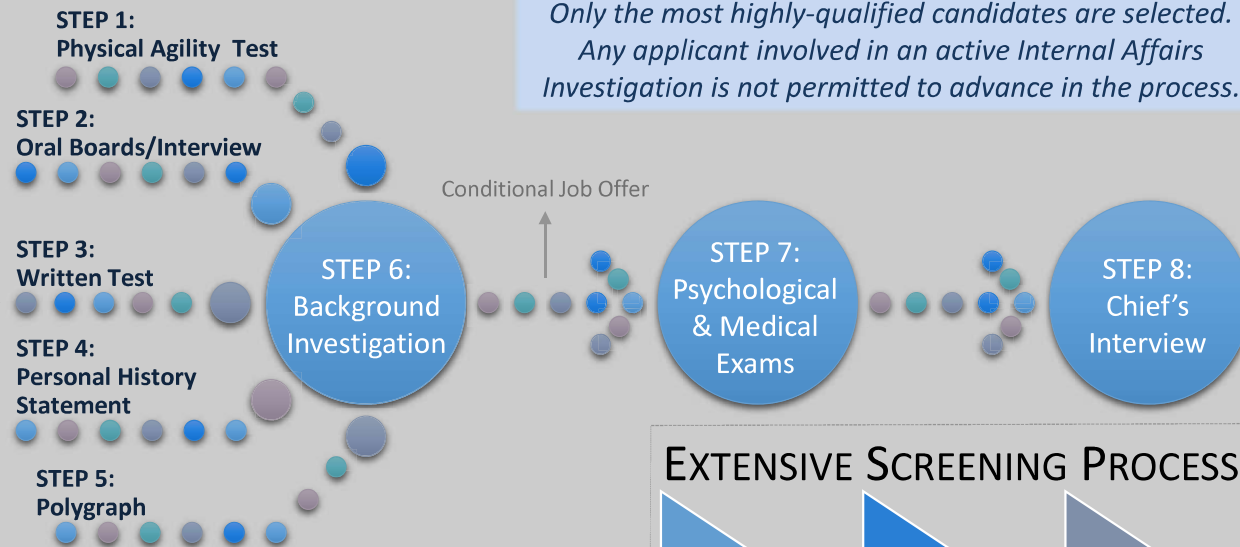 STEP 1:
Physical Agility Test
Only the most highly-qualified candidates are selected.
Any applicant involved in an active Internal Affairs
Investigation is not permitted to advance in the process.
STEP 2:
Oral Boards/Interview
STEP 3:
Written Test
STEP 4:
Personal History
Statement
STEP 5:
Polygraph
STEP 6:
Background
Investigation
Conditional Job Offer
STEP 7:
Psychological
& Medical
Exams
STEP 8:
Chief’s
Interview
EXTENSIVE SCREENING PROCESS